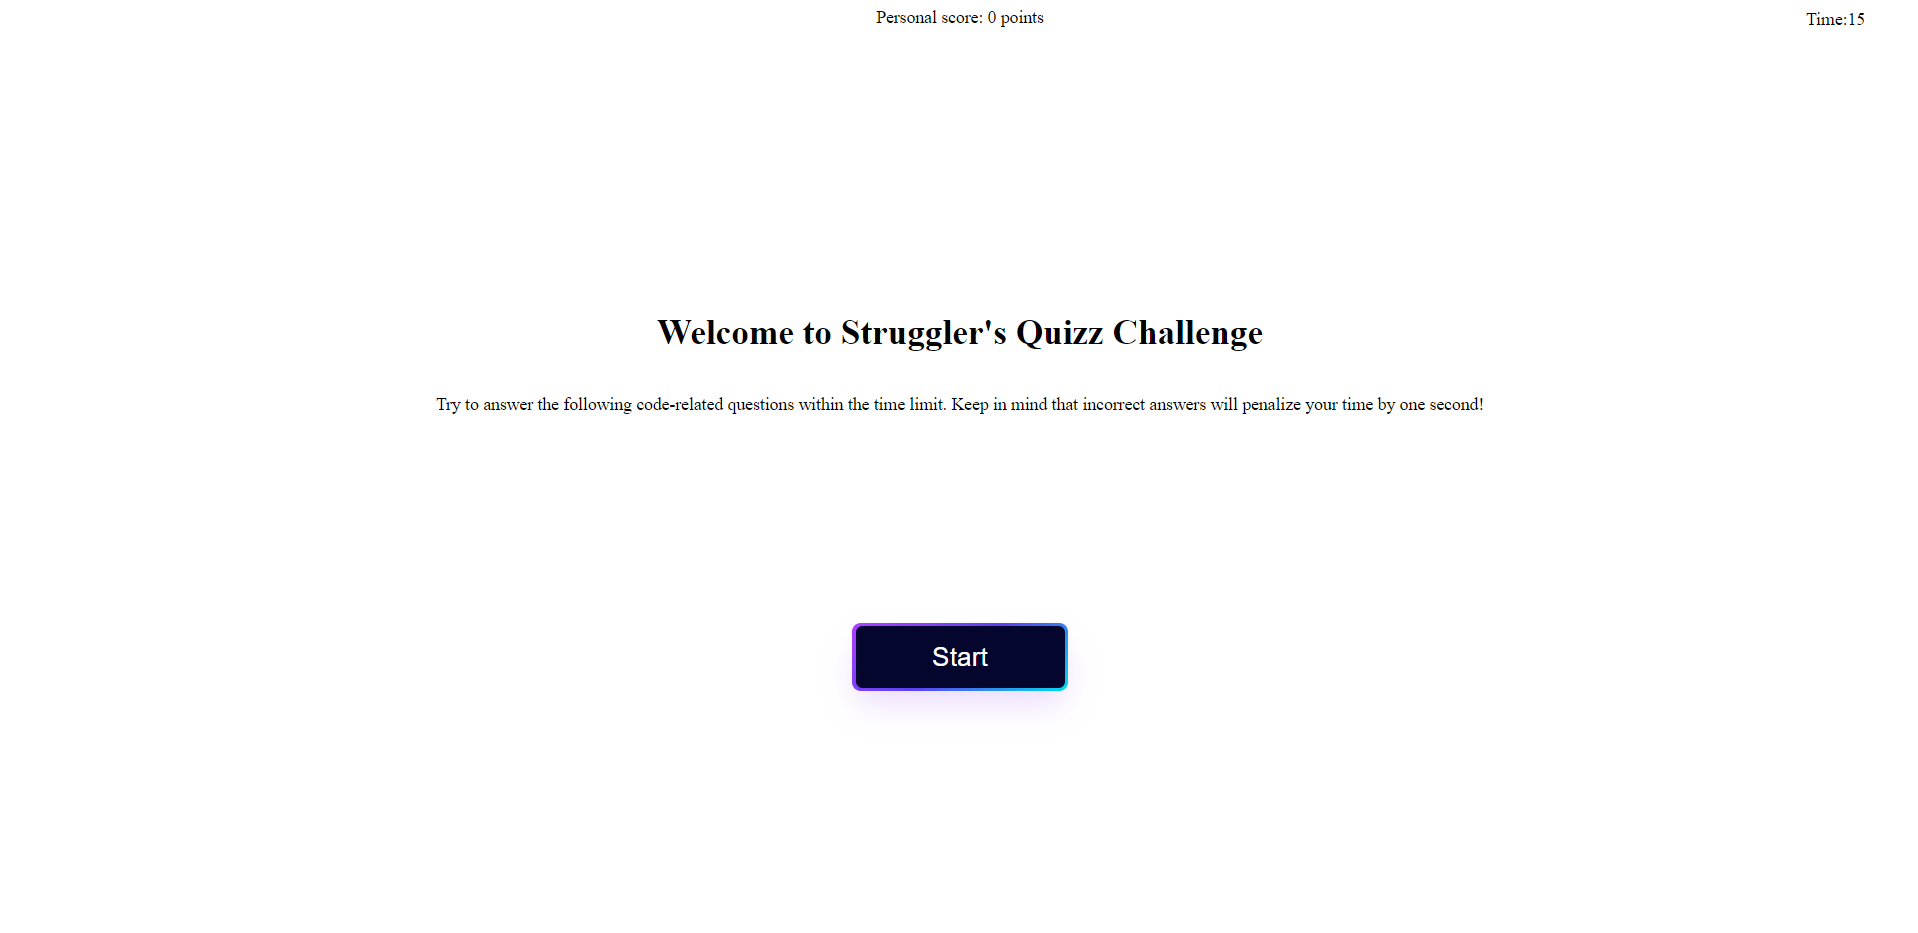 Personal score: 0 points
Time:15
Welcome to Struggler's Quizz Challenge
Try to answer the following code-related questions within the time limit. Keep in mind that incorrect answers will penalize your time by one second!
Start